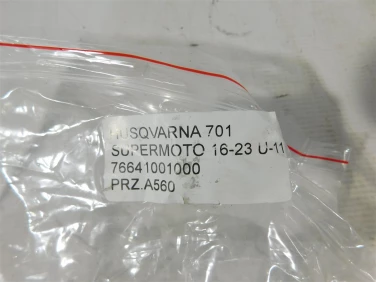 HUSQVARNA 701
SUPERMOTO 16-23 U-11
76641001000
PRZ.A560